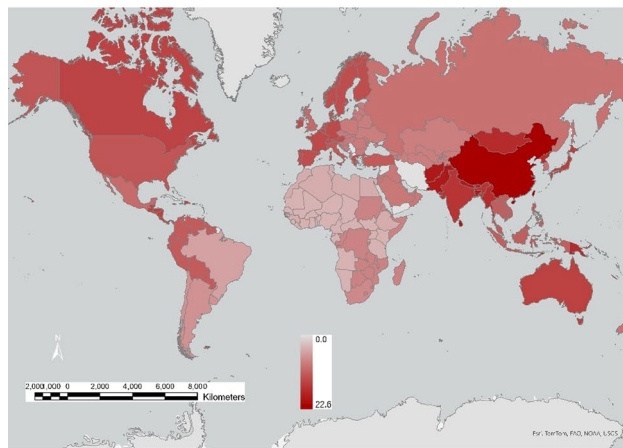 N
0.0
22.6
2,000 1,000 0 2,000 4,000 6,000 8,000
Kilometers
Esri, TomTom, FAO, NOAA, USGS